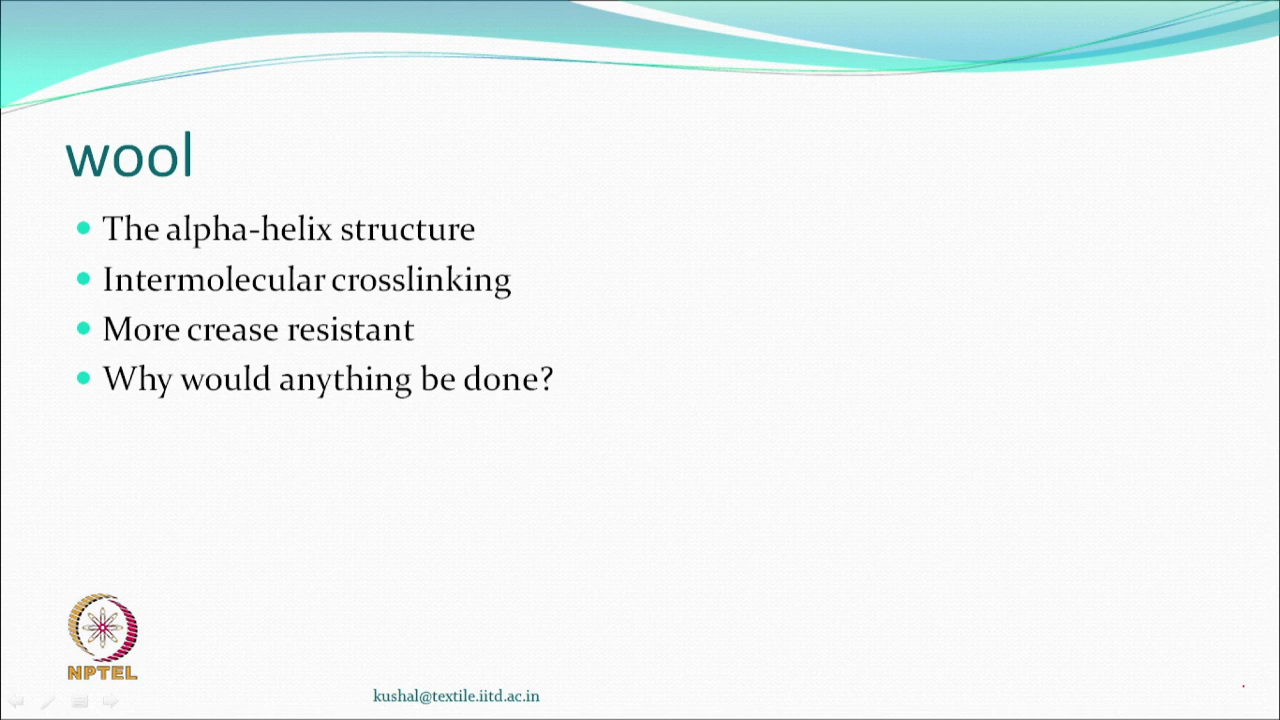 wool
The alpha-helix structure
Intermolecular crosslinking
More crease resistant
Why would anything be done?
NPTEL
kushal@textile.iitd.ac.in